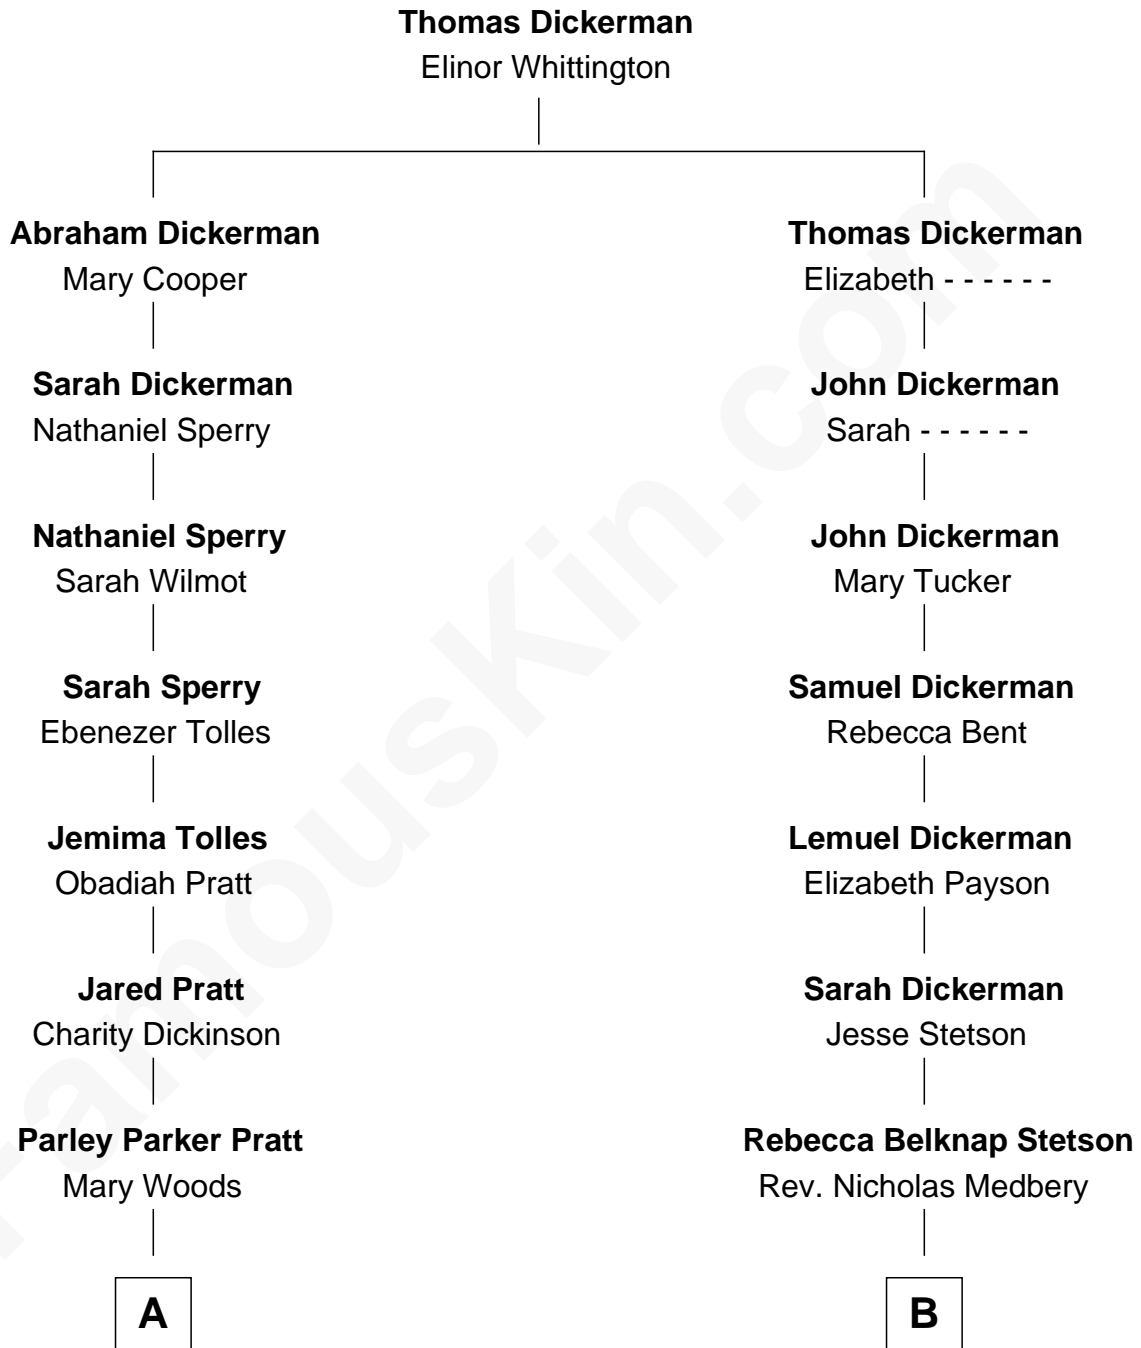 Thomas Dickerman
Elinor Whittington
Abraham Dickerman
Mary Cooper
Thomas Dickerman
Elizabeth - - - - - -
Sarah Dickerman
Nathaniel Sperry
John Dickerman
Sarah - - - - - -
Nathaniel Sperry
Sarah Wilmot
John Dickerman
Mary Tucker
Sarah Sperry
Ebenezer Tolles
Samuel Dickerman
Rebecca Bent
Jemima Tolles
Obadiah Pratt
Lemuel Dickerman
Elizabeth Payson
Jared Pratt
Charity Dickinson
Sarah Dickerman
Jesse Stetson
Parley Parker Pratt
Mary Woods
Rebecca Belknap Stetson
Rev. Nicholas Medbery
A
B
FamousKin.com